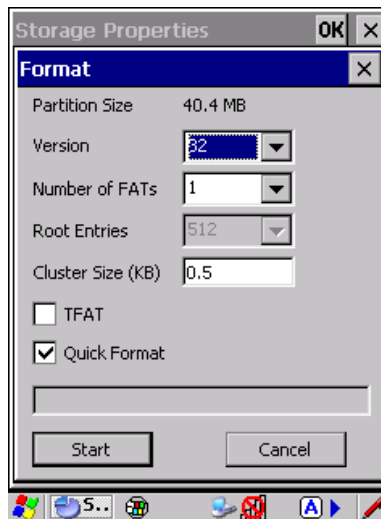 Storage Properties OK ×
Format ×
Partition Size 40.4 MB
Version 32
Number of FATs 1
Root Entries 512
Cluster Size (KB) 0.5
TFAT
Quick Format
Start Cancel
S.. A